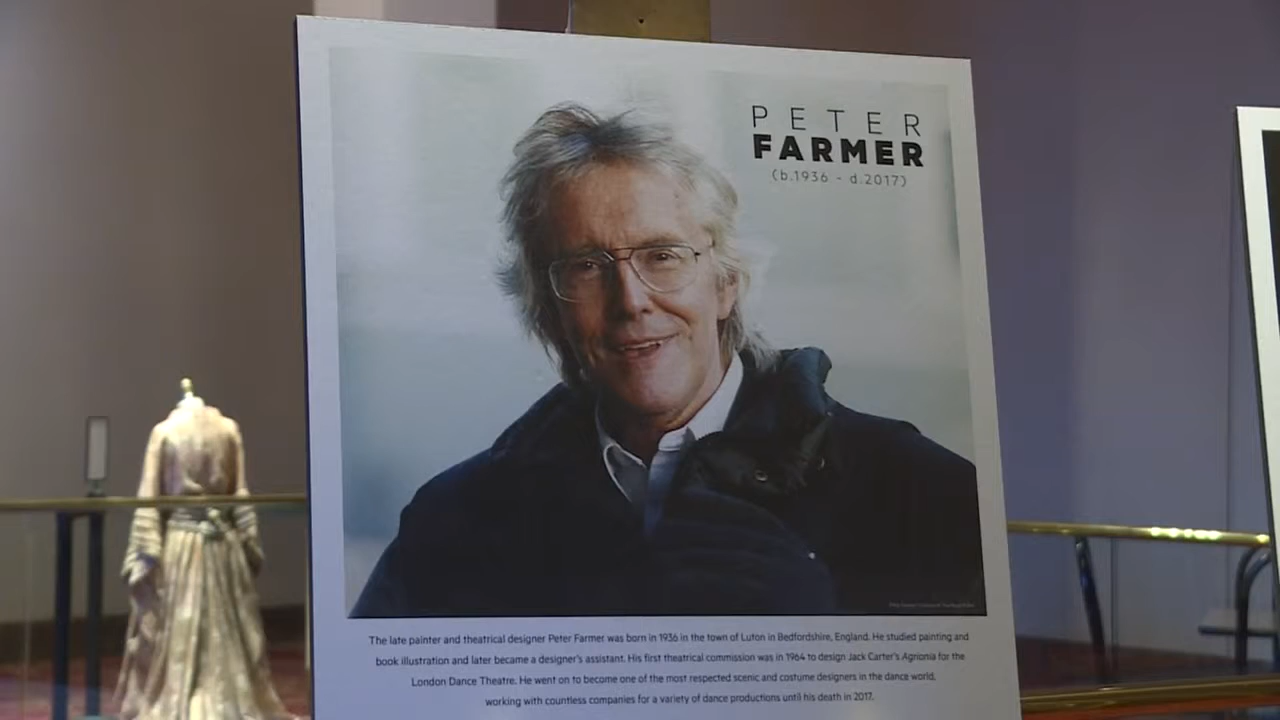 PETER
FARMER
(b.1936 - d.2017)
The late painter and theatrical designer Peter Farmer was born in 1936 in the town of Luton in Bedfordshire, England. He studied painting and
book illustration and later became a designer's assistant. His first theatrical commission was in 1964 to design Jack Carter's Agrionia for the
London Dance Theatre. He went on to become one of the most respected scenic and costume designers in the dance world,
working with countless companies for a variety of dance productions until his death in 2017.